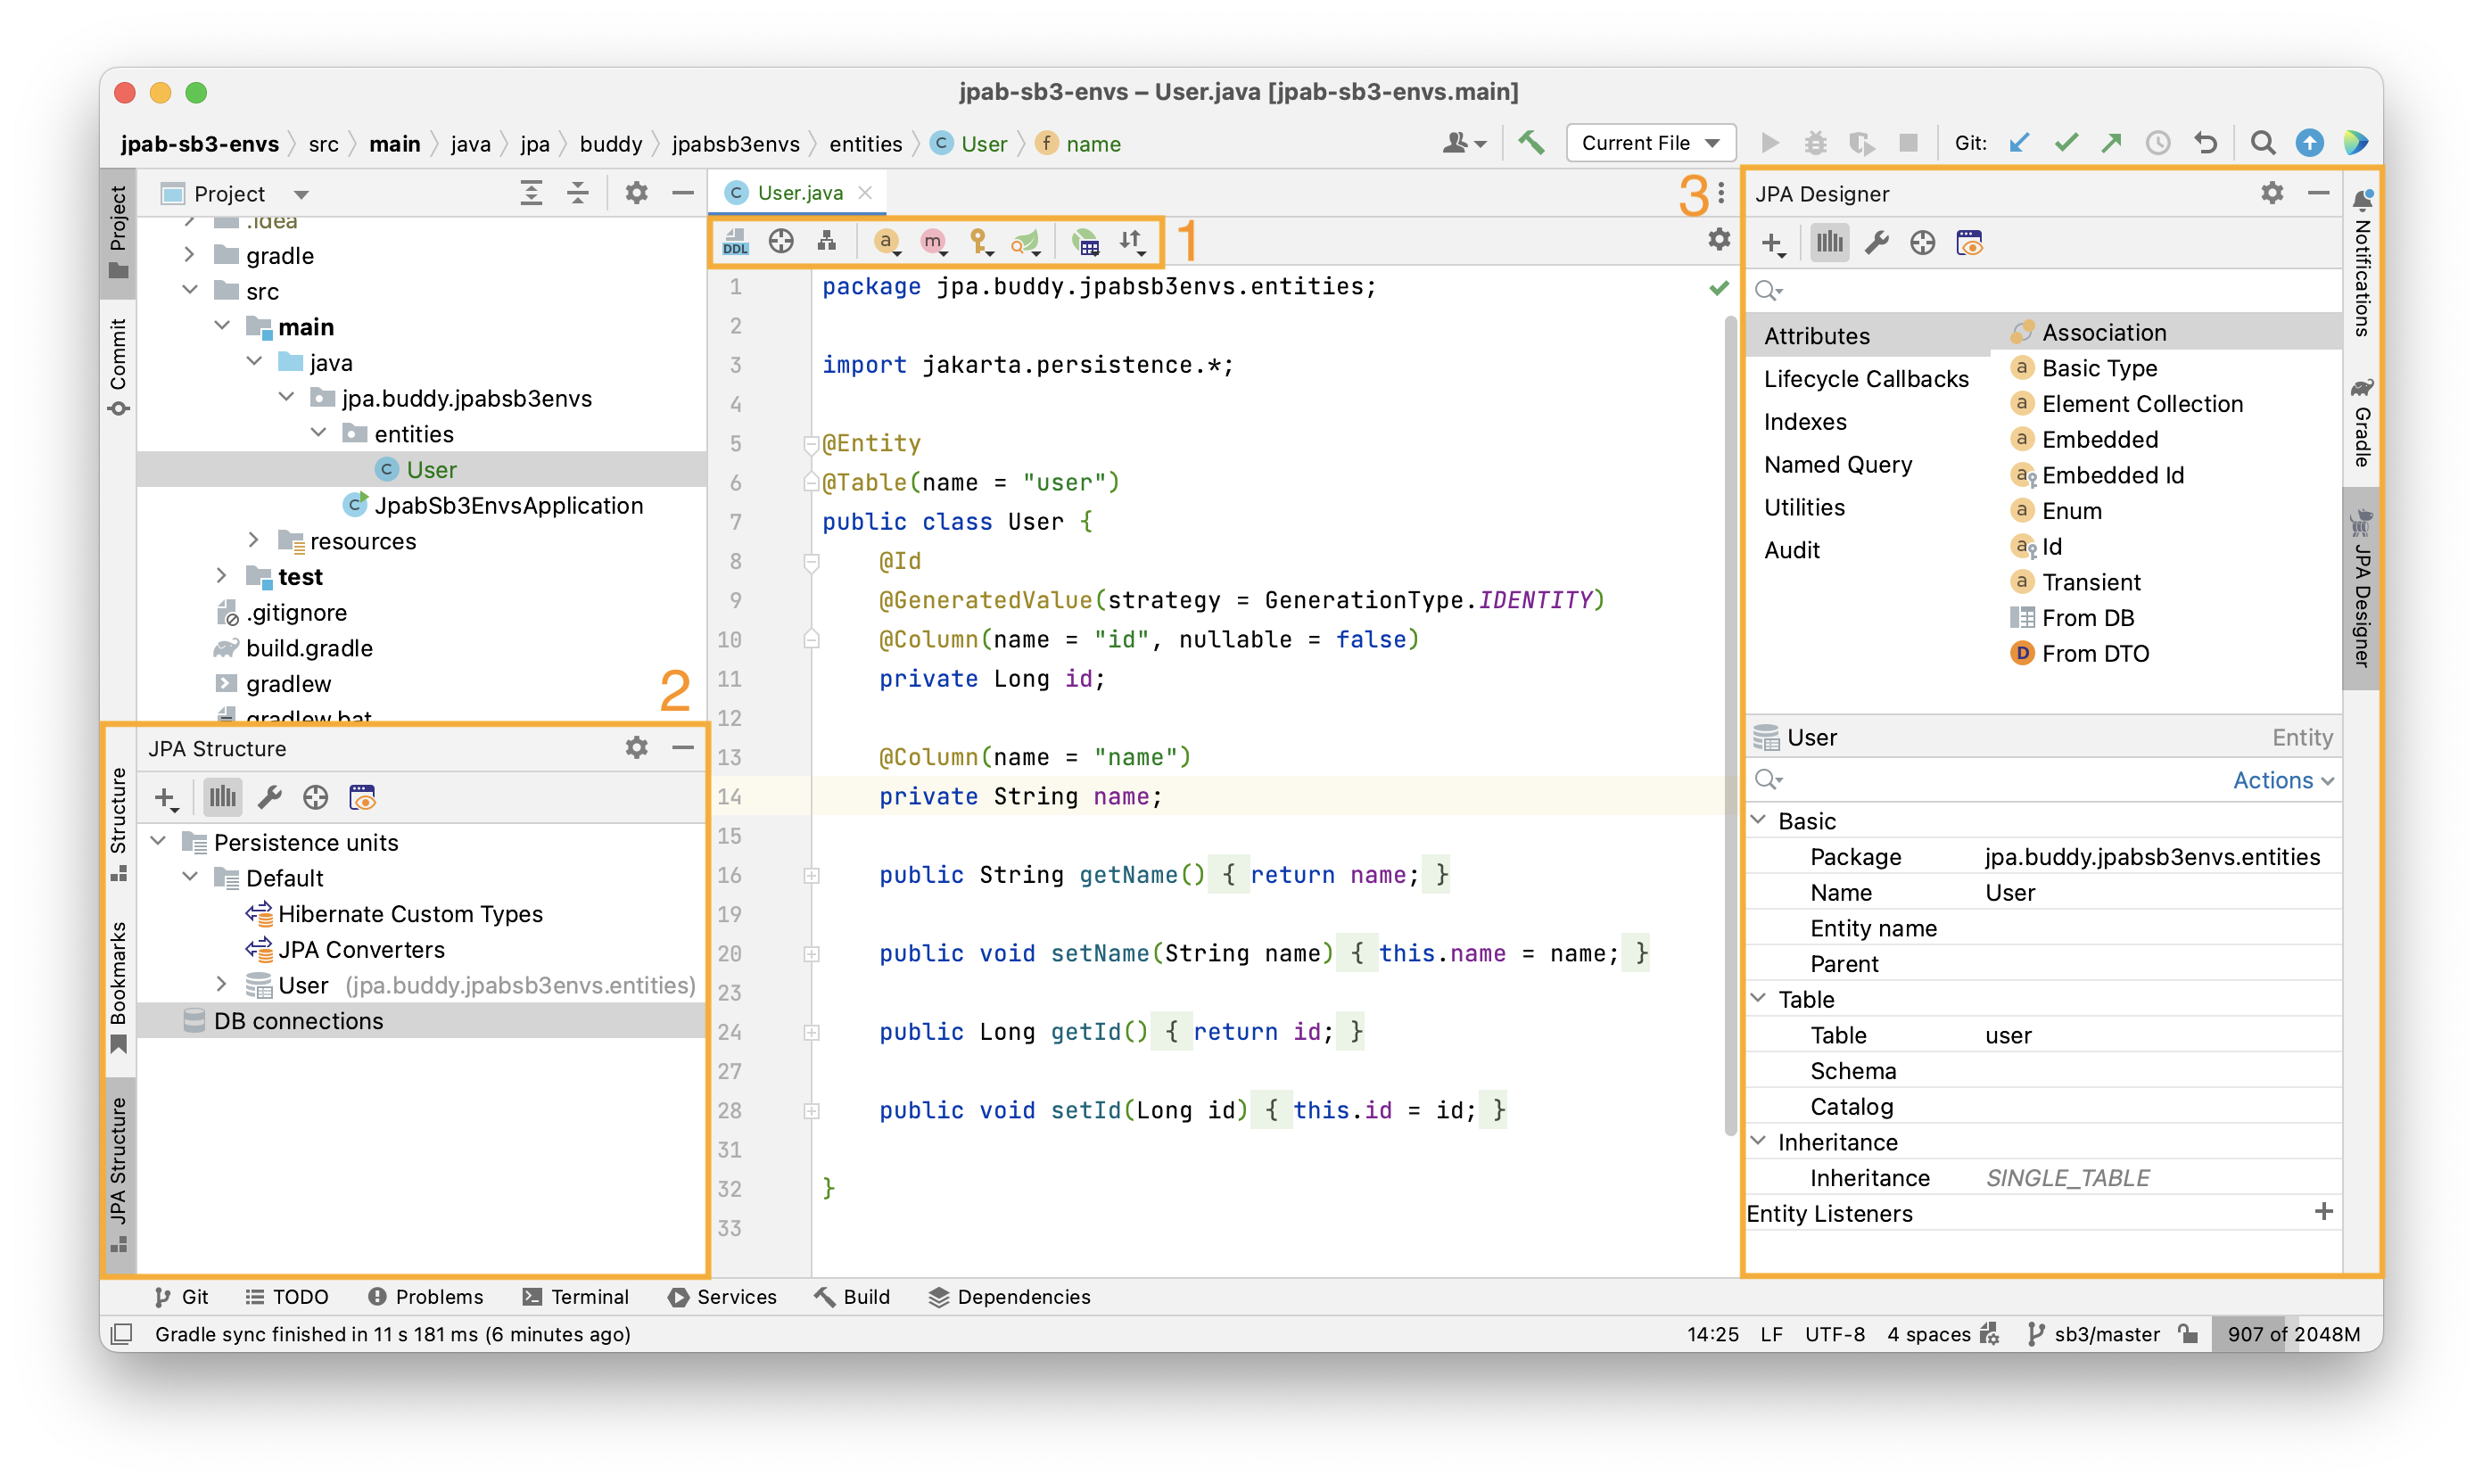 jpab-sb3-envs – User.java [jpab-sb3-envs.main]
jpab-sb3-envs src main java jpa buddy jpabsb3envs entities C User f name
Current File
Git:
Project
Commit
Structure
Bookmarks
JPA Structure
Project
.idea
gradle
src
main
java
jpa.buddy.jpabsb3envs
entities
C User
C JpabSb3EnvsApplication
resources
test
.gitignore
build.gradle
gradlew
gradlew.bat
2
JPA Structure
Persistence units
Default
Hibernate Custom Types
JPA Converters
User (jpa.buddy.jpabsb3envs.entities)
DB connections
C User.java
3
DDL a m
1
1 package jpa.buddy.jpabsb3envs.entities;
2
3 import jakarta.persistence.*;
4
5 @Entity
6 @Table(name = "user")
7 public class User {
8 @Id
9 @GeneratedValue(strategy = GenerationType.IDENTITY)
10 @Column(name = "id", nullable = false)
11 private Long id;
12
13 @Column(name = "name")
14 private String name;
15
16 public String getName() { return name; }
19
20 public void setName(String name) { this.name = name; }
23
24 public Long getId() { return id; }
27
28 public void setId(Long id) { this.id = id; }
31
32 }
33
JPA Designer
Attributes
Lifecycle Callbacks
Indexes
Named Query
Utilities
Audit
Association
a Basic Type
a Element Collection
a Embedded
a Embedded Id
a Enum
a Id
a Transient
From DB
D From DTO
User Entity
Actions
Basic
Package jpa.buddy.jpabsb3envs.entities
Name User
Entity name
Parent
Table
Table user
Schema
Catalog
Inheritance
Inheritance SINGLE_TABLE
Entity Listeners
Notifications
Gradle
JPA Designer
Git TODO Problems Terminal Services Build Dependencies
Gradle sync finished in 11 s 181 ms (6 minutes ago)
14:25 LF UTF-8 4 spaces sb3/master 907 of 2048M